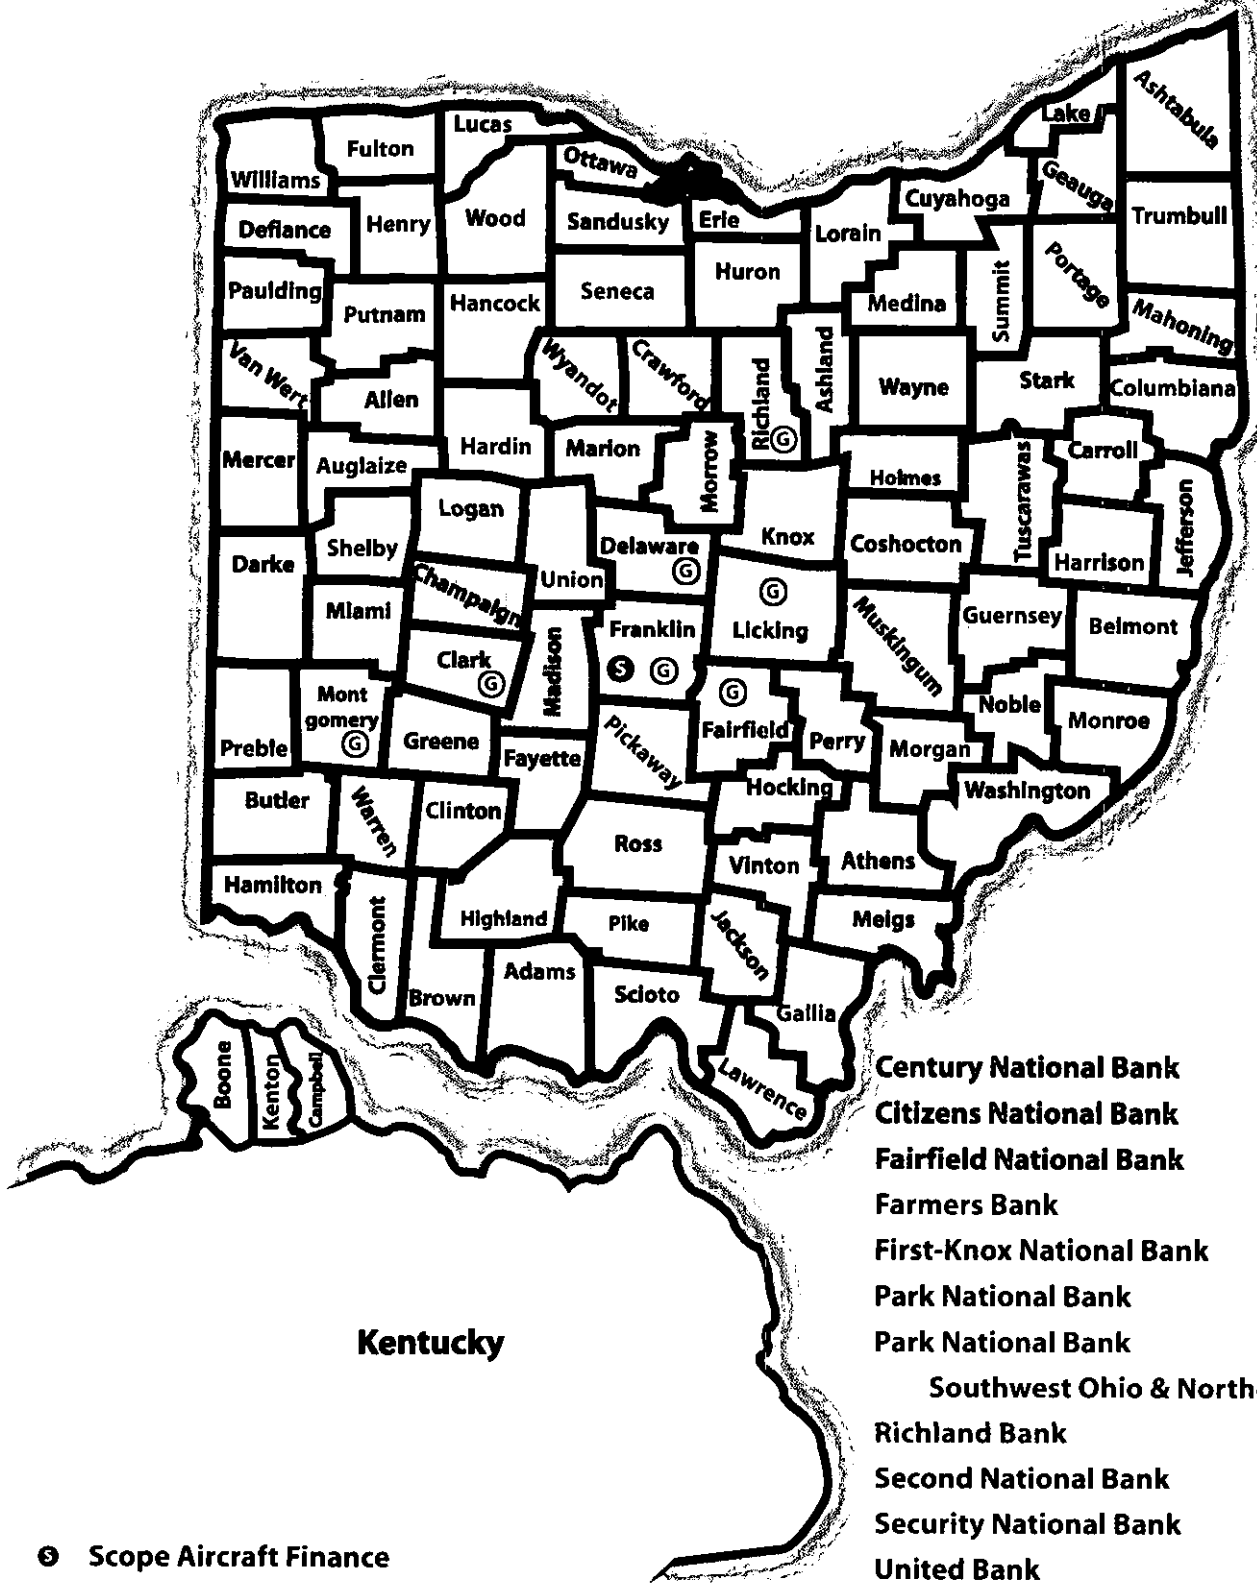 Ashtabula
Lake
Lucas
Fulton
Ottawa
Geauga
Williams
Cuyahoga
Wood
Sandusky
Erie
Trumbull
Defiance
Henry
Lorain
Huron
Portage
Paulding
Seneca
Summit
Hancock
Medina
Putnam
Mahoning
Van Wert
Wyandot
Crawford
Richland
G
Ashland
Wayne
Stark
Columbiana
Allen
Hardin
Marion
Carroll
Mercer
Auglaize
Morrow
Holmes
Tuscarawas
Logan
Jefferson
Knox
Coshocton
Shelby
Delaware
G
Harrison
Darke
Champaign
Union
G
Miami
Licking
Muskingum
Guernsey
Belmont
Franklin
S G
Clark
G
Madison
Mont
gomery
G
G
Fairfield
Noble
Monroe
Preble
Greene
Fayette
Pickaway
Perry
Morgan
Hocking
Washington
Butler
Warren
Clinton
Ross
Vinton
Athens
Hamilton
Highland
Pike
Jackson
Meigs
Clermont
Brown
Adams
Scioto
Gallia
Lawrence
Boone
Kenton
Campbell
Kentucky
Century National Bank
Citizens National Bank
Fairfield National Bank
Farmers Bank
First-Knox National Bank
Park National Bank
Park National Bank
Southwest Ohio & North
Richland Bank
Second National Bank
Security National Bank
United Bank
S Scope Aircraft Finance